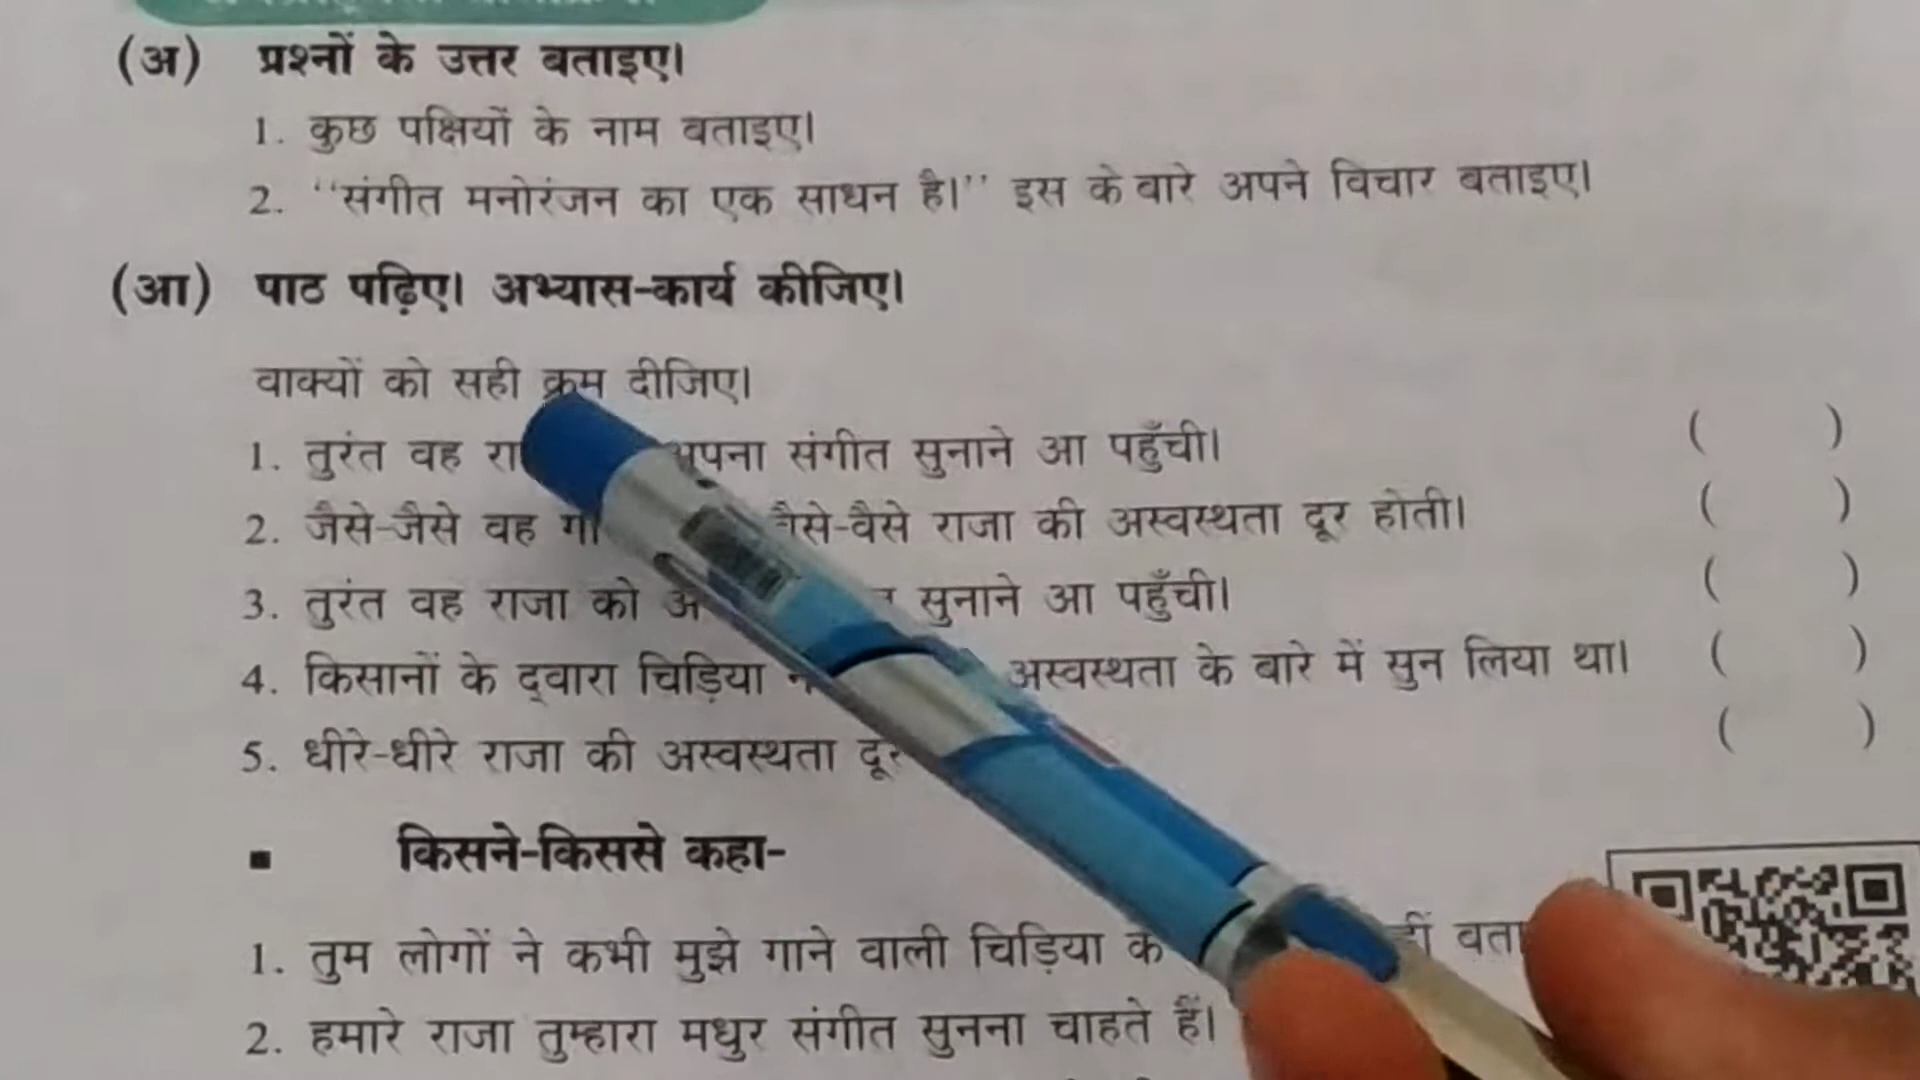 (अ) प्रश्नों के उत्तर बताइए।
1. कुछ पक्षियों के नाम बताइए।
2. ‘‘संगीत मनोरंजन का एक साधन है।’’ इस के बारे अपने विचार बताइए।
(आ) पाठ पढ़िए। अभ्यास-कार्य कीजिए।
वाक्यों को सही क्रम दीजिए।
1. तुरंत वह अपना संगीत सुनाने आ पहुँची। ( )
2. जैसे-जैसे वह वैसे-वैसे राजा की अस्वस्थता दूर होती। ( )
3. तुरंत वह राजा को सुनाने आ पहुँची। ( )
4. किसानों के द्वारा चिड़िया अस्वस्थता के बारे में सुन लिया था। ( )
5. धीरे-धीरे राजा की अस्वस्थता दूर ( )
▪ किसने-किससे कहा-
1. तुम लोगों ने कभी मुझे गाने वाली चिड़िया
2. हमारे राजा तुम्हारा मधुर संगीत सुनना चाहते हैं।